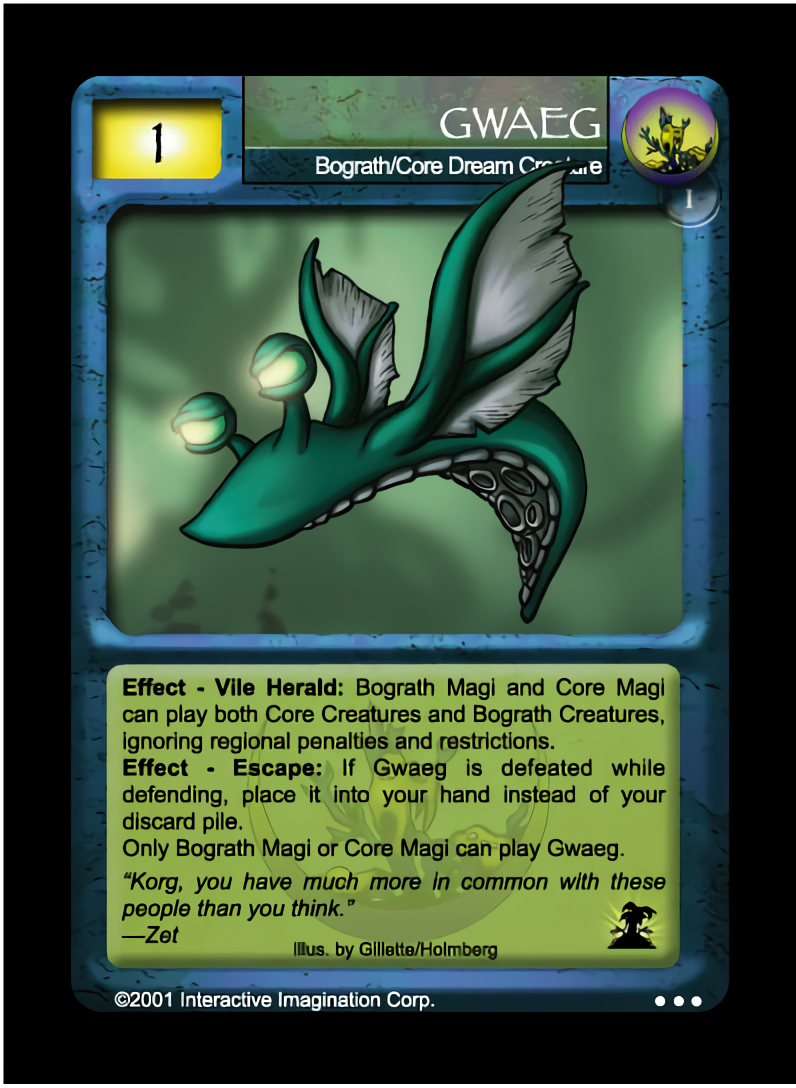 1
GWAEG
Bograth/Core Dream Creature
1
Effect - Vile Herald: Bograth Magi and Core Magi
can play both Core Creatures and Bograth Creatures,
ignoring regional penalties and restrictions.
Effect - Escape: If Gwaeg is defeated while
defending, place it into your hand instead of your
discard pile.
Only Bograth Magi or Core Magi can play Gwaeg.
“Korg, you have much more in common with these
people than you think.”
—Zet
Illus. by Gillette/Holmberg
©2001 Interactive Imagination Corp.